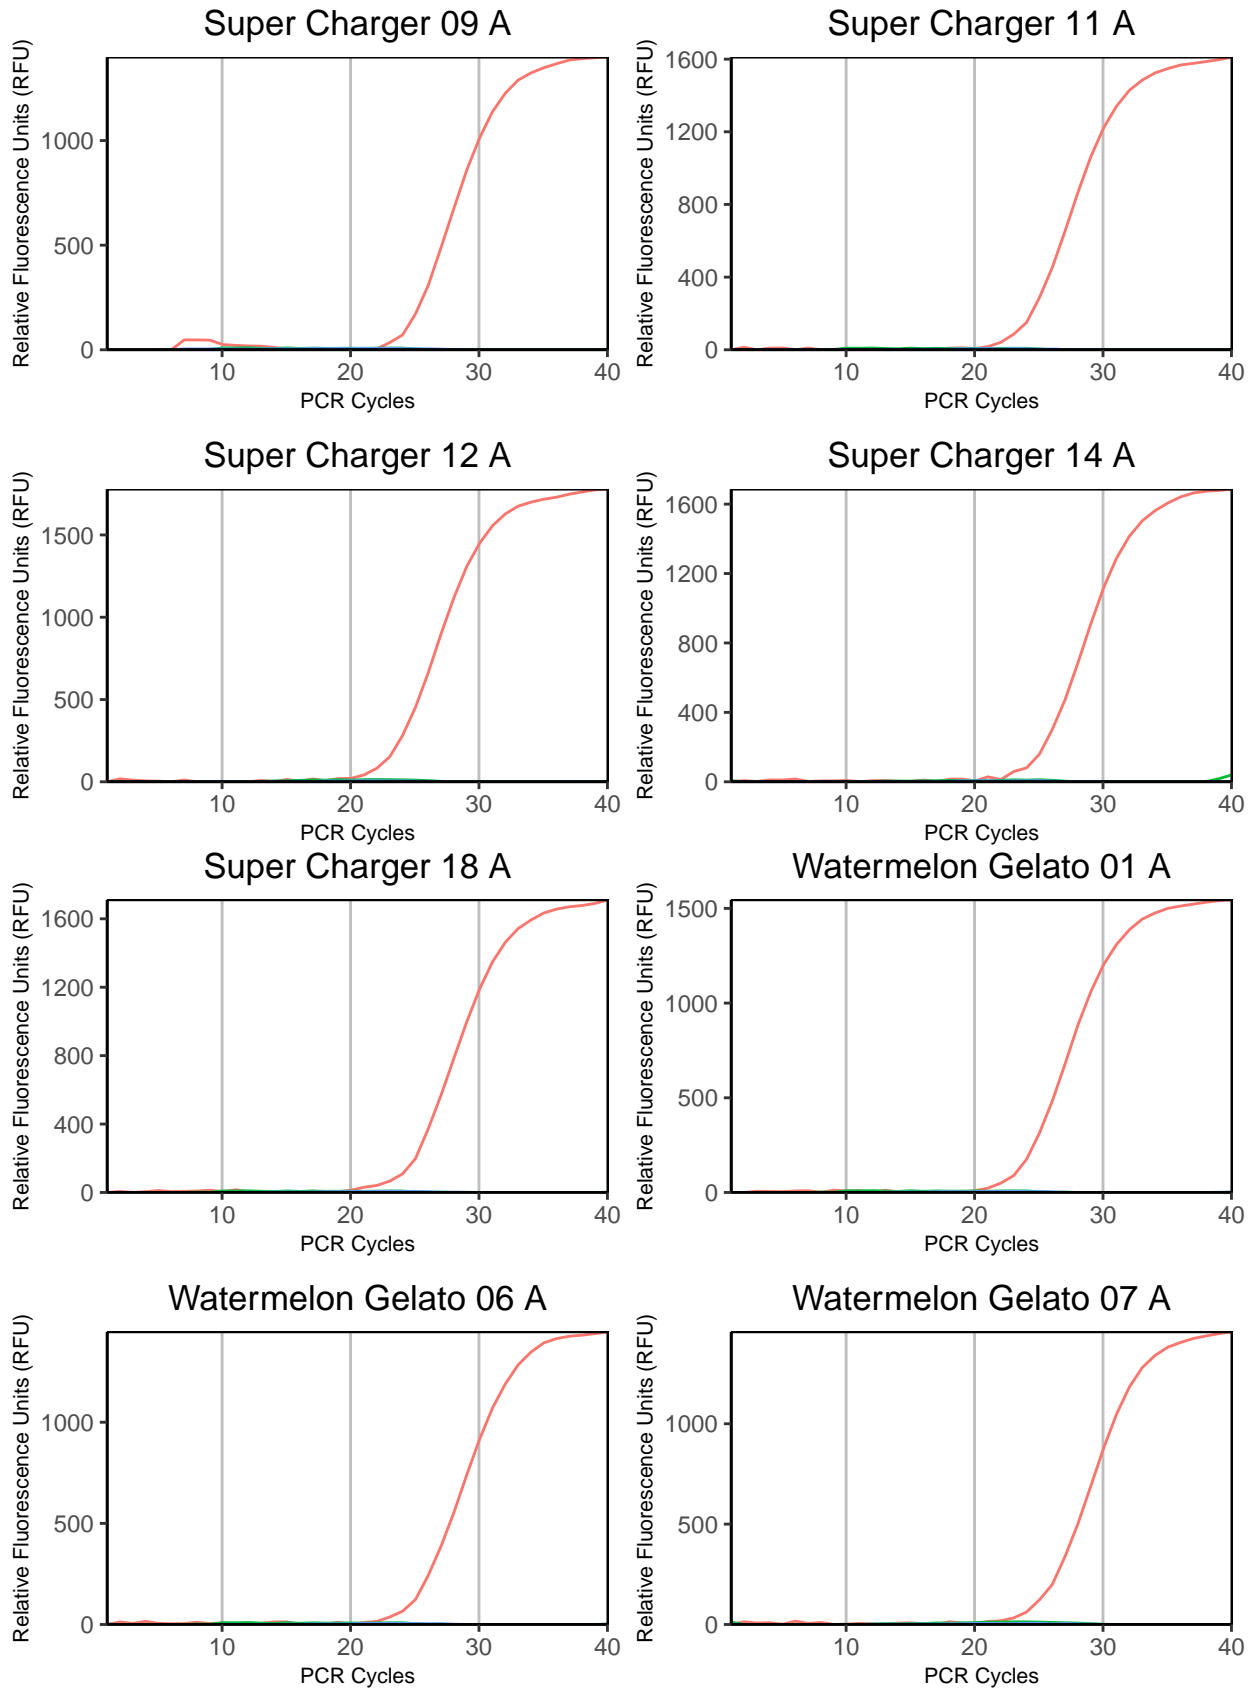 Super Charger 09 A
Relative Fluorescence Units (RFU)
1000
500
0
10 20 30 40
PCR Cycles
Super Charger 11 A
Relative Fluorescence Units (RFU)
1600
1200
800
400
0
10 20 30 40
PCR Cycles
Super Charger 12 A
Relative Fluorescence Units (RFU)
1500
1000
500
0
10 20 30 40
PCR Cycles
Super Charger 14 A
Relative Fluorescence Units (RFU)
1600
1200
800
400
0
10 20 30 40
PCR Cycles
Super Charger 18 A
Relative Fluorescence Units (RFU)
1600
1200
800
400
0
10 20 30 40
PCR Cycles
Watermelon Gelato 01 A
Relative Fluorescence Units (RFU)
1500
1000
500
0
10 20 30 40
PCR Cycles
Watermelon Gelato 06 A
Relative Fluorescence Units (RFU)
1000
500
0
10 20 30 40
PCR Cycles
Watermelon Gelato 07 A
Relative Fluorescence Units (RFU)
1000
500
0
10 20 30 40
PCR Cycles